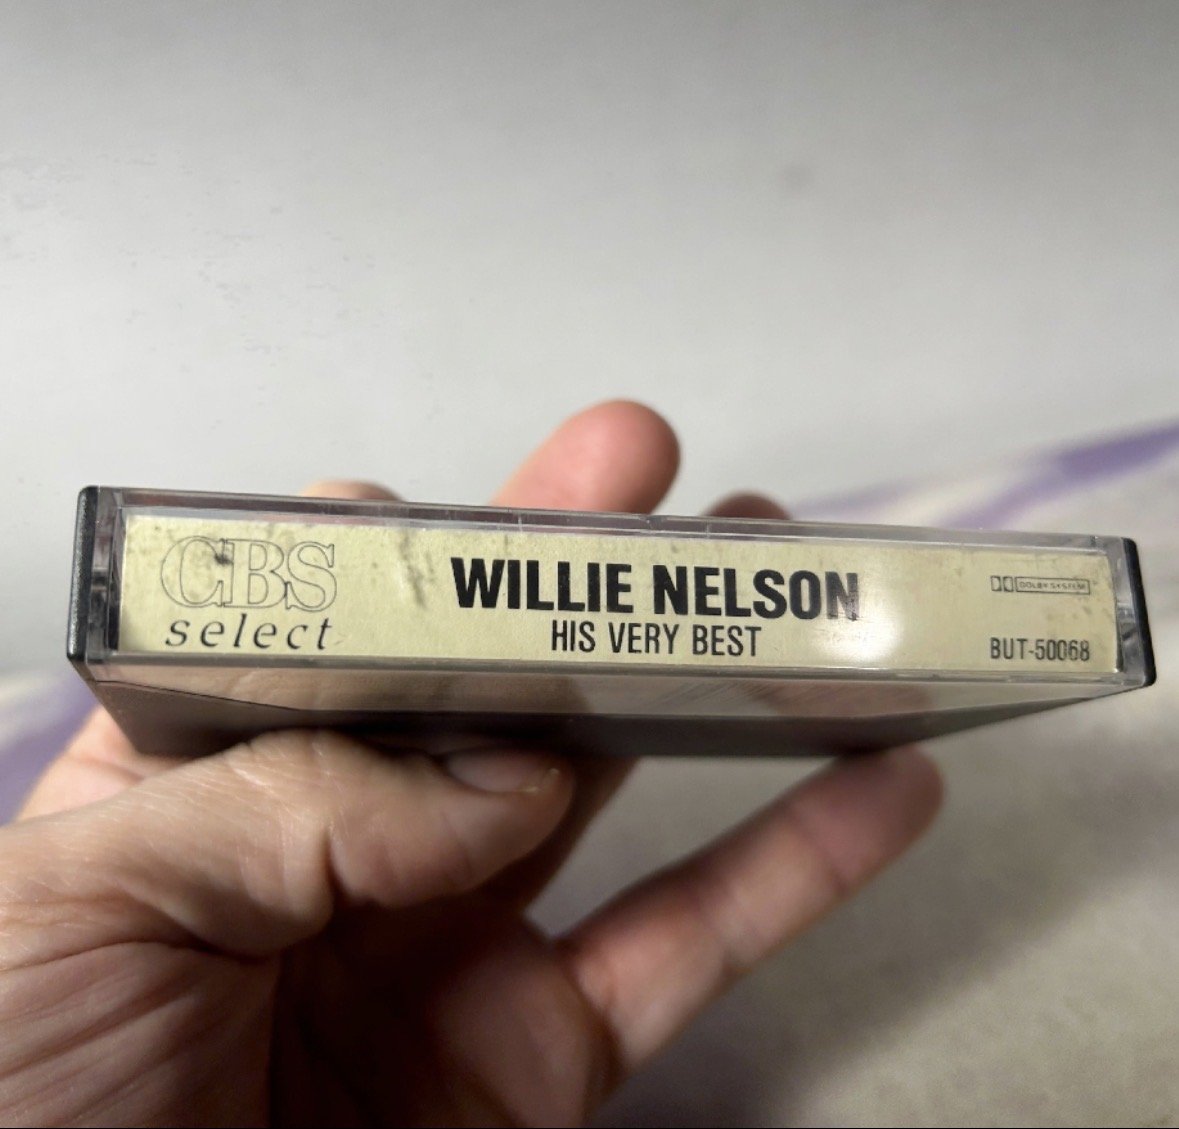 CBS
select
WILLIE NELSON
HIS VERY BEST
DOLBY SYSTEM
BUT-50068